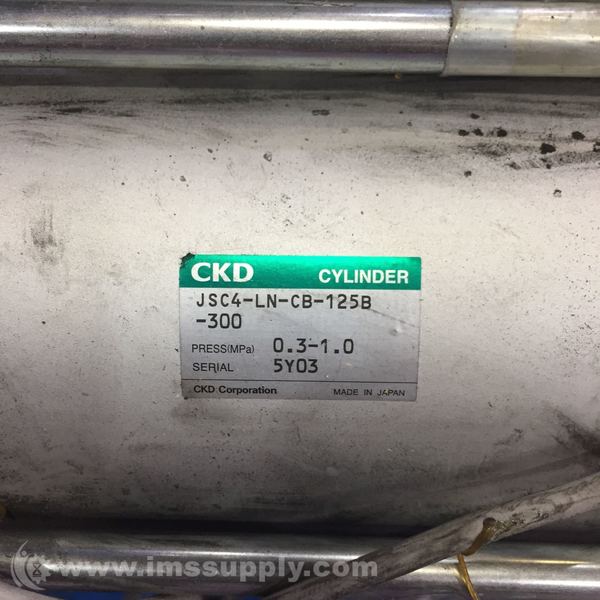 CKD CYLINDER
JSC4-LN-CB-125B
-300
PRESS(MPa) 0.3-1.0
SERIAL 5Y03
CKD Corporation MADE IN JAPAN
www.imssupply.com